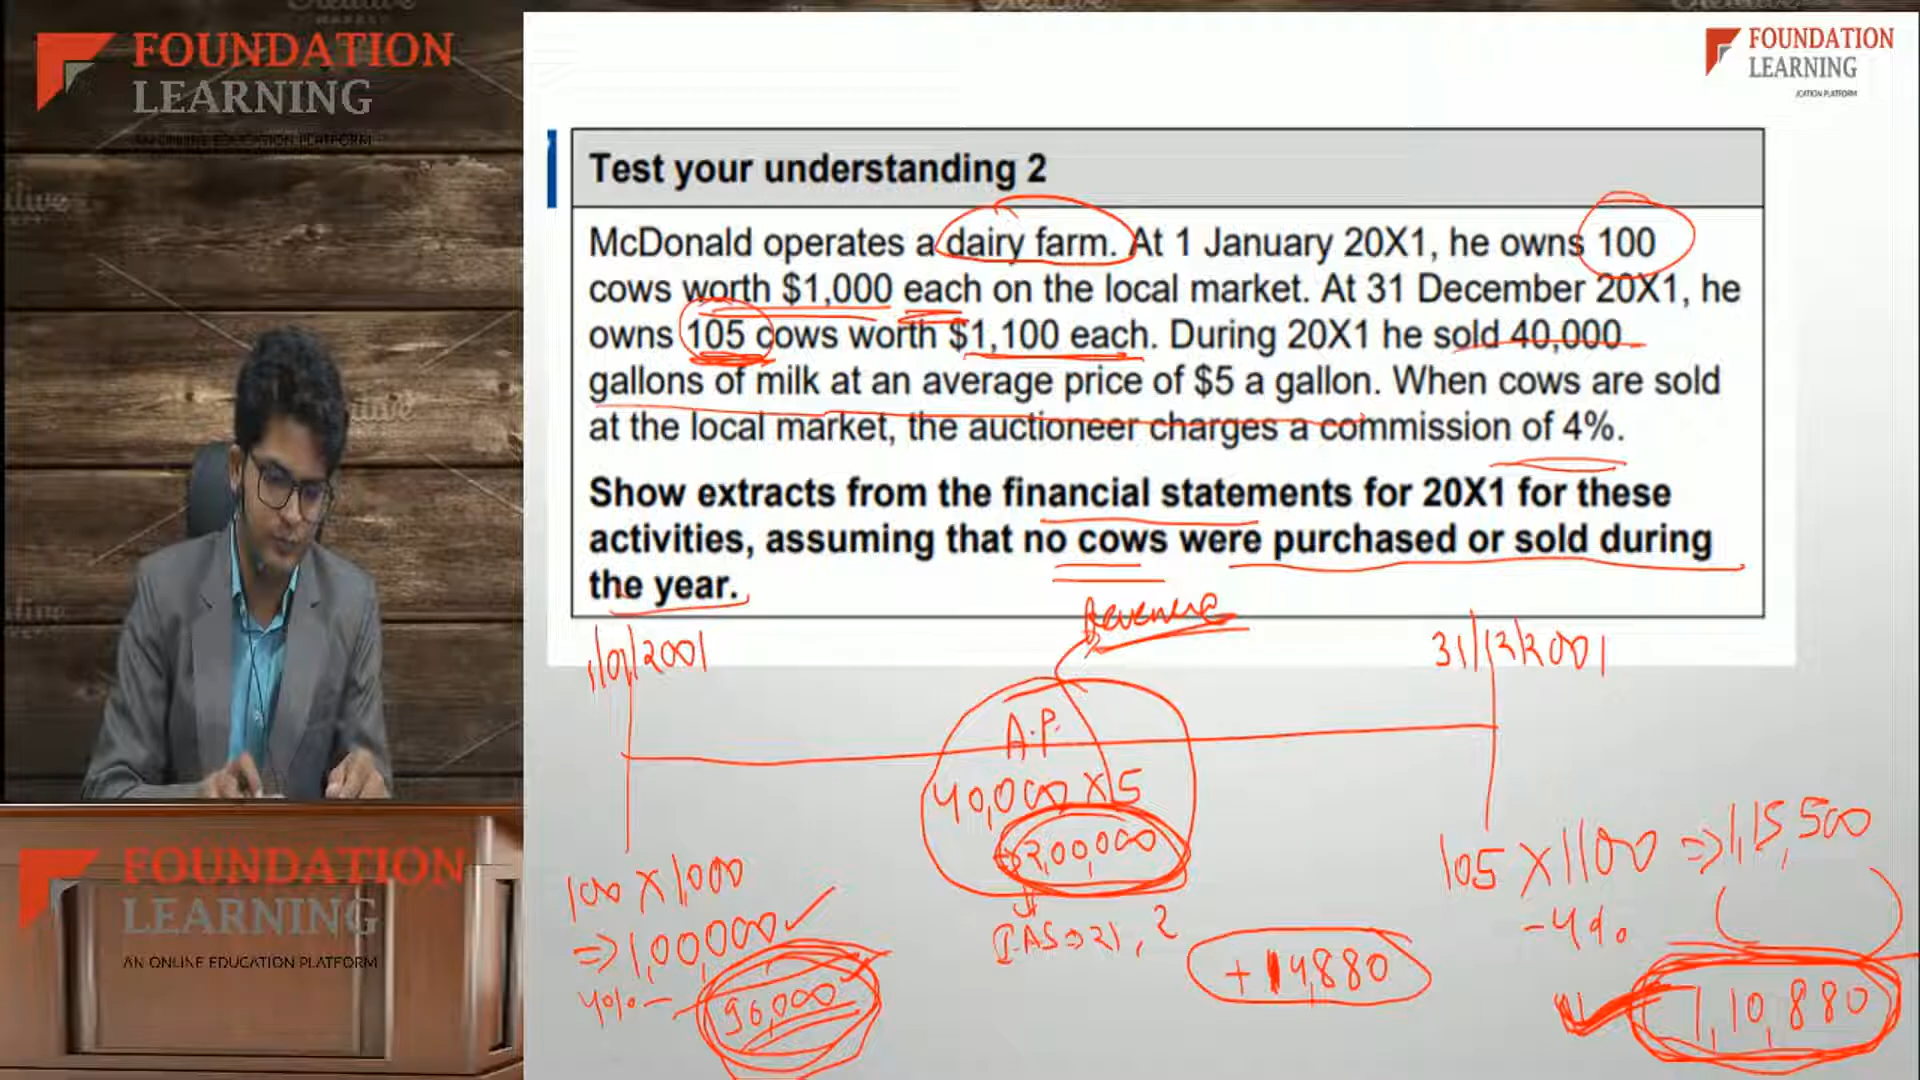 FOUNDATION
LEARNING
AN ONLINE EDUCATION PLATFORM
FOUNDATION
LEARNING
Test your understanding 2
McDonald operates a dairy farm. At 1 January 20X1, he owns 100
cows worth $1,000 each on the local market. At 31 December 20X1, he
owns 105 cows worth $1,100 each. During 20X1 he sold 40,000
gallons of milk at an average price of $5 a gallon. When cows are sold
at the local market, the auctioneer charges a commission of 4%.
Show extracts from the financial statements for 20X1 for these
activities, assuming that no cows were purchased or sold during
the year.
Revenue
1/01/2001
31/12/2001
A.P.
40,000 X 5
2,00,000
100 X 1,000
=> 1,00,000
4% -
96,000
+ 14,880
105 X 1100 => 1,15,500
- 4%
1,10,880
FOUNDATION
LEARNING
AN ONLINE EDUCATION PLATFORM